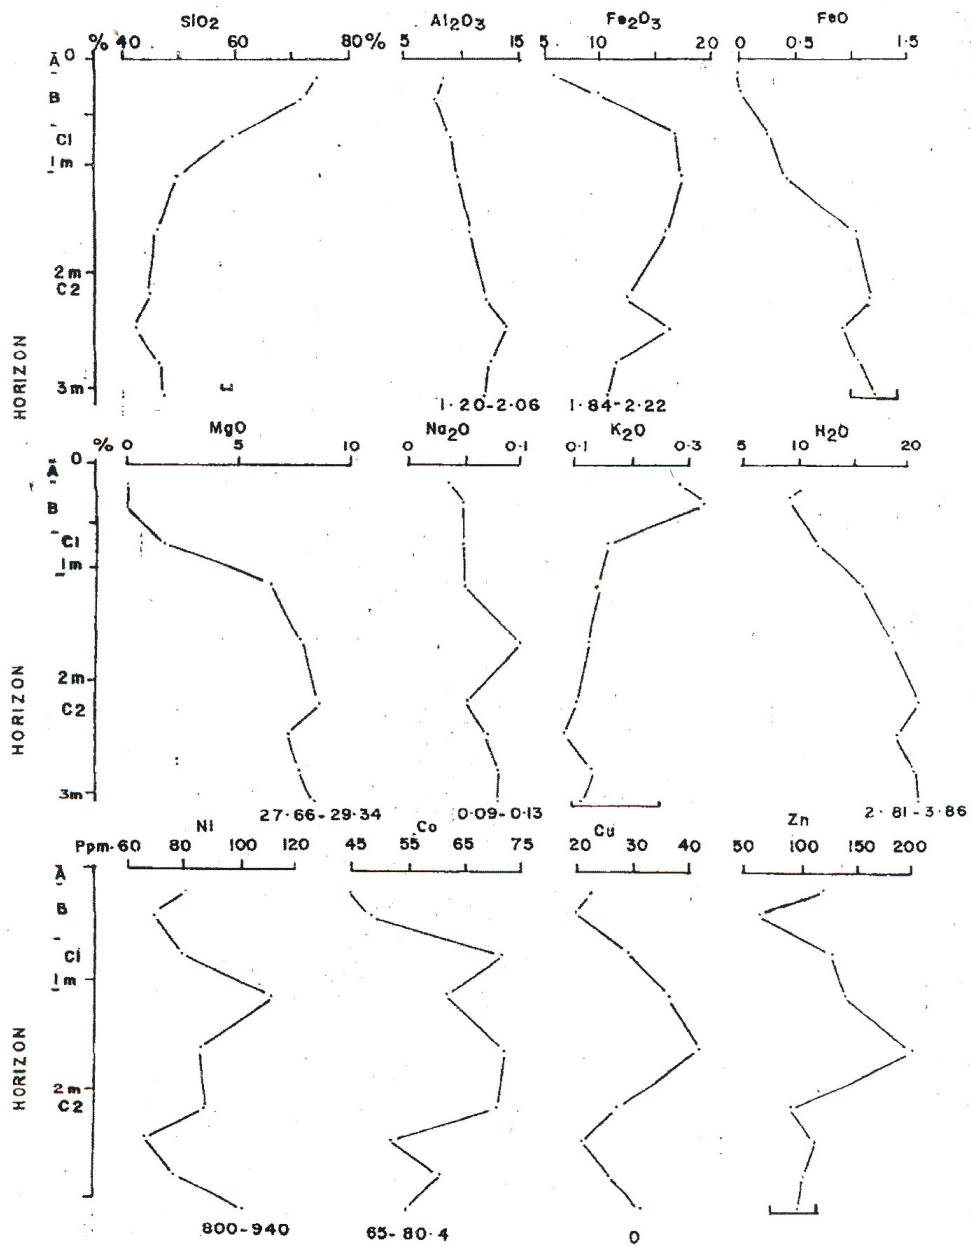 SiO2 Al2O3 Fe2O3 FeO
% 40 60 80 % 5 15 5 10 20 0 0.5 1.5
0
A
B
C1
1m
2m
C2
3m
HORIZON
1.20-2.06 1.84-2.22
MgO Na2O K2O H2O
% 0 5 10 0 0.1 0.1 0.3 5 10 20
0
A
B
C1
1m
2m
C2
3m
HORIZON
27.66-29.34 0.09-0.13 2.81-3.86
Ni Co Cu Zn
Ppm. 60 80 100 120 45 55 65 75 20 30 40 50 100 150 200
A
B
C1
1m
2m
C2
HORIZON
800-940 65-80.4 0